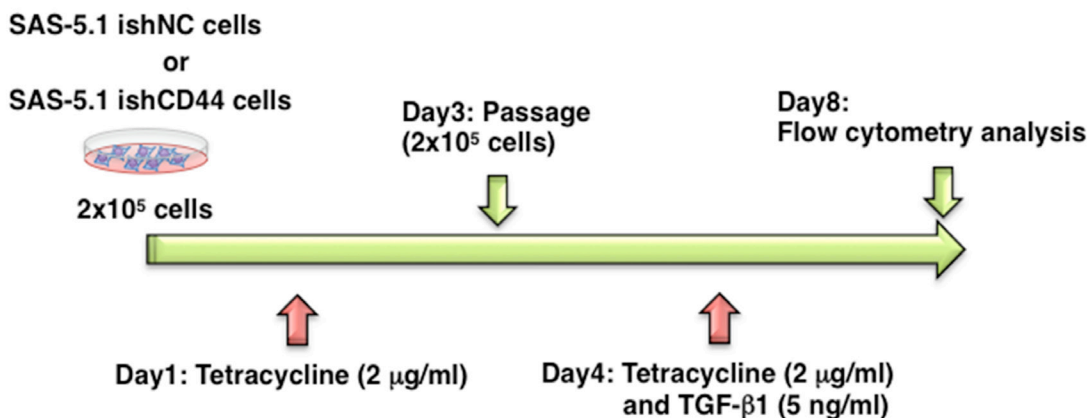 SAS-5.1 ishNC cells
or
SAS-5.1 ishCD44 cells
2x10⁵ cells
Day3: Passage
(2x10⁵ cells)
Day8:
Flow cytometry analysis
Day1: Tetracycline (2 μg/ml)
Day4: Tetracycline (2 μg/ml)
and TGF-β1 (5 ng/ml)